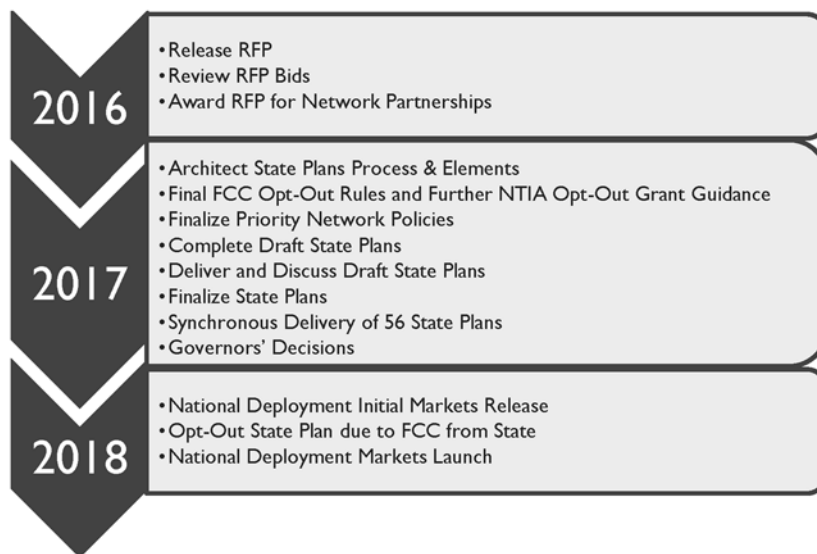 2016
•Release RFP
•Review RFP Bids
•Award RFP for Network Partnerships
2017
•Architect State Plans Process & Elements
•Final FCC Opt-Out Rules and Further NTIA Opt-Out Grant Guidance
•Finalize Priority Network Policies
•Complete Draft State Plans
•Deliver and Discuss Draft State Plans
•Finalize State Plans
•Synchronous Delivery of 56 State Plans
•Governors' Decisions
2018
•National Deployment Initial Markets Release
•Opt-Out State Plan due to FCC from State
•National Deployment Markets Launch